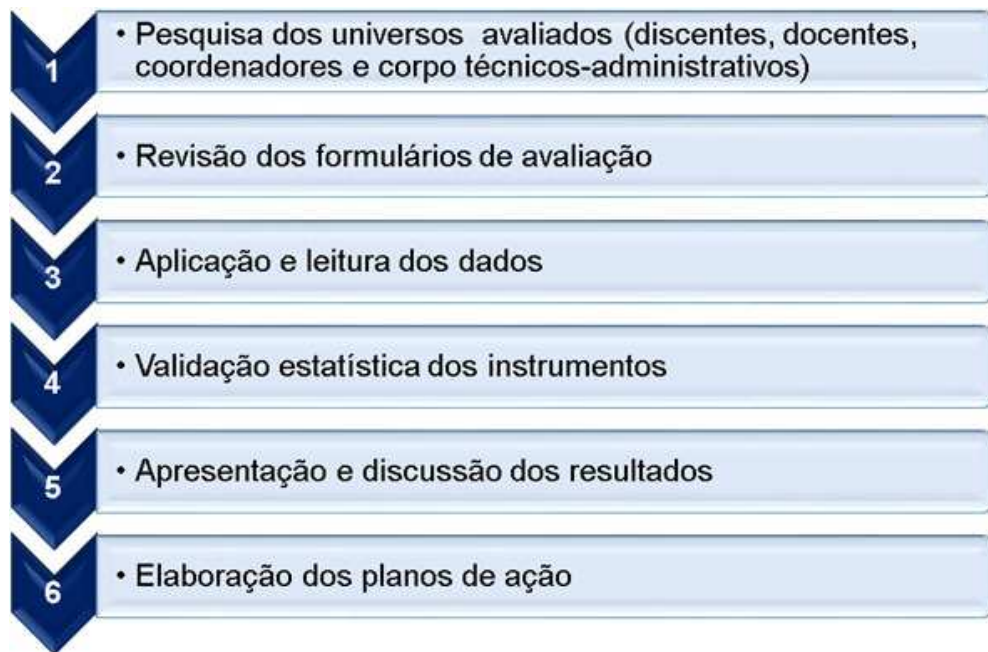 1
• Pesquisa dos universos avaliados (discentes, docentes,
coordenadores e corpo técnicos-administrativos)
2
• Revisão dos formulários de avaliação
3
• Aplicação e leitura dos dados
4
• Validação estatística dos instrumentos
5
• Apresentação e discussão dos resultados
6
• Elaboração dos planos de ação